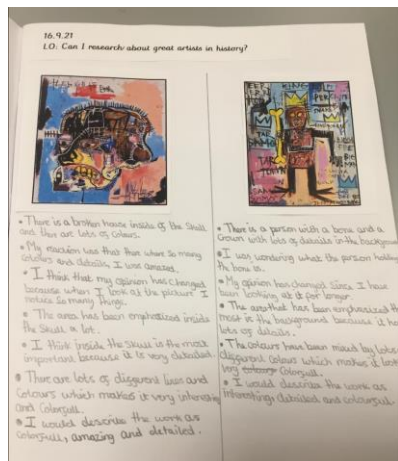 16.9.21
LO: Can I research about great artists in history?
• There is a broken house inside of the skull
and there are lots of colours.
• My reaction was that there where so many
colours and details, I was amazed.
• I think that my opinion has changed
because when I look at the picture I
notice so many things.
• The area has been emphasized inside
the skull a lot.
• I think inside the skull is the most
important because it is very detailed.
• There are lots of different lines and
colours which makes it very interesting
and colorfull.
• I would describe the work as
colorfull, amazing and detailed.
• There is a person with a bone and a
crown with lots of details in the background
• I was wondering what the person holding
the bone is.
• My opinion has changed since I have
been looking at it for longer.
• The area that has been emphasized the
most is the background because it has
lots of details.
• The colours have been mixed by lots
different colours which makes it look
very colourfull.
• I would describe the work as
interesting, detailed and colourfull.